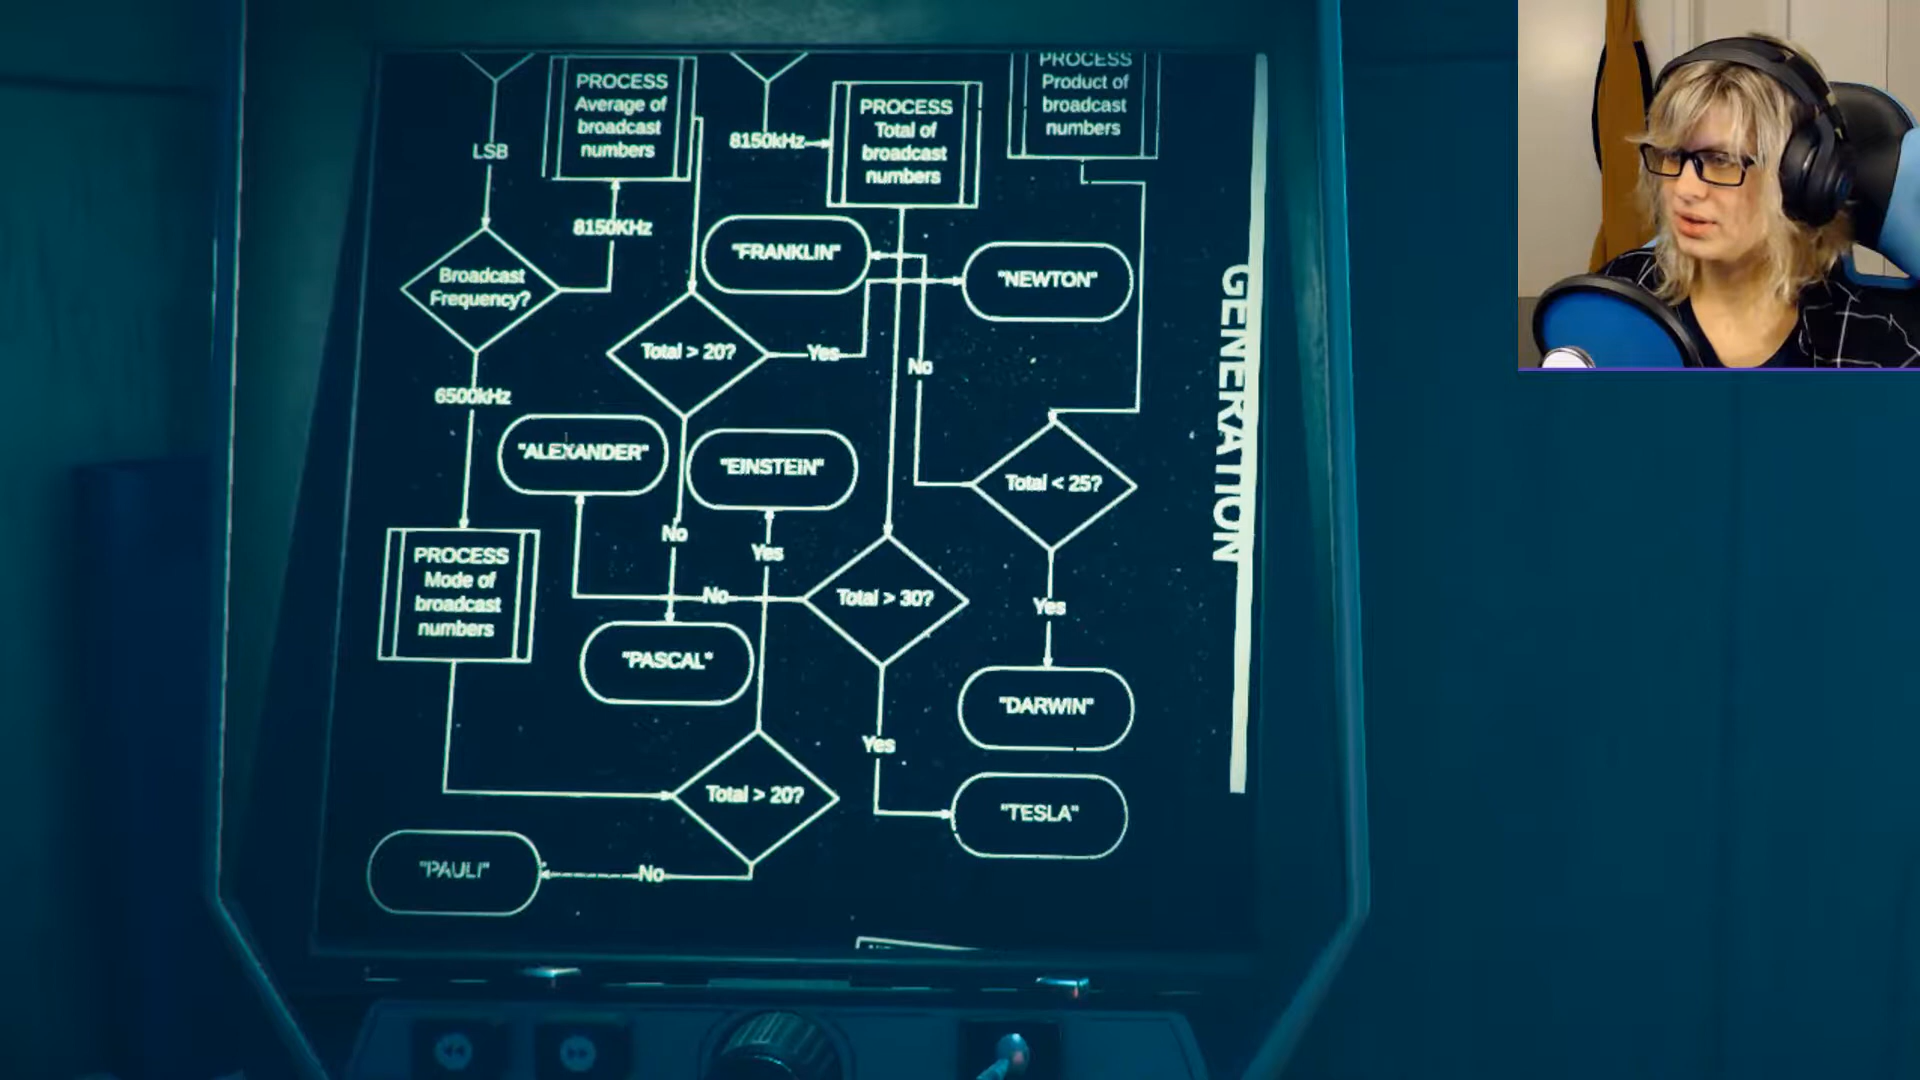 PROCESS
Average of
broadcast
numbers
PROCESS
Product of
broadcast
numbers
LSB
8150kHz
PROCESS
Total of
broadcast
numbers
8150KHz
Broadcast
Frequency?
"FRANKLIN"
"NEWTON"
Total > 20?
Yes
No
6500kHz
"ALEXANDER"
"EINSTEIN"
Total < 25?
No
Yes
PROCESS
Mode of
broadcast
numbers
No
Total > 30?
Yes
"PASCAL"
"DARWIN"
Yes
Total > 20?
"TESLA"
"PAULI"
No
GENERATION